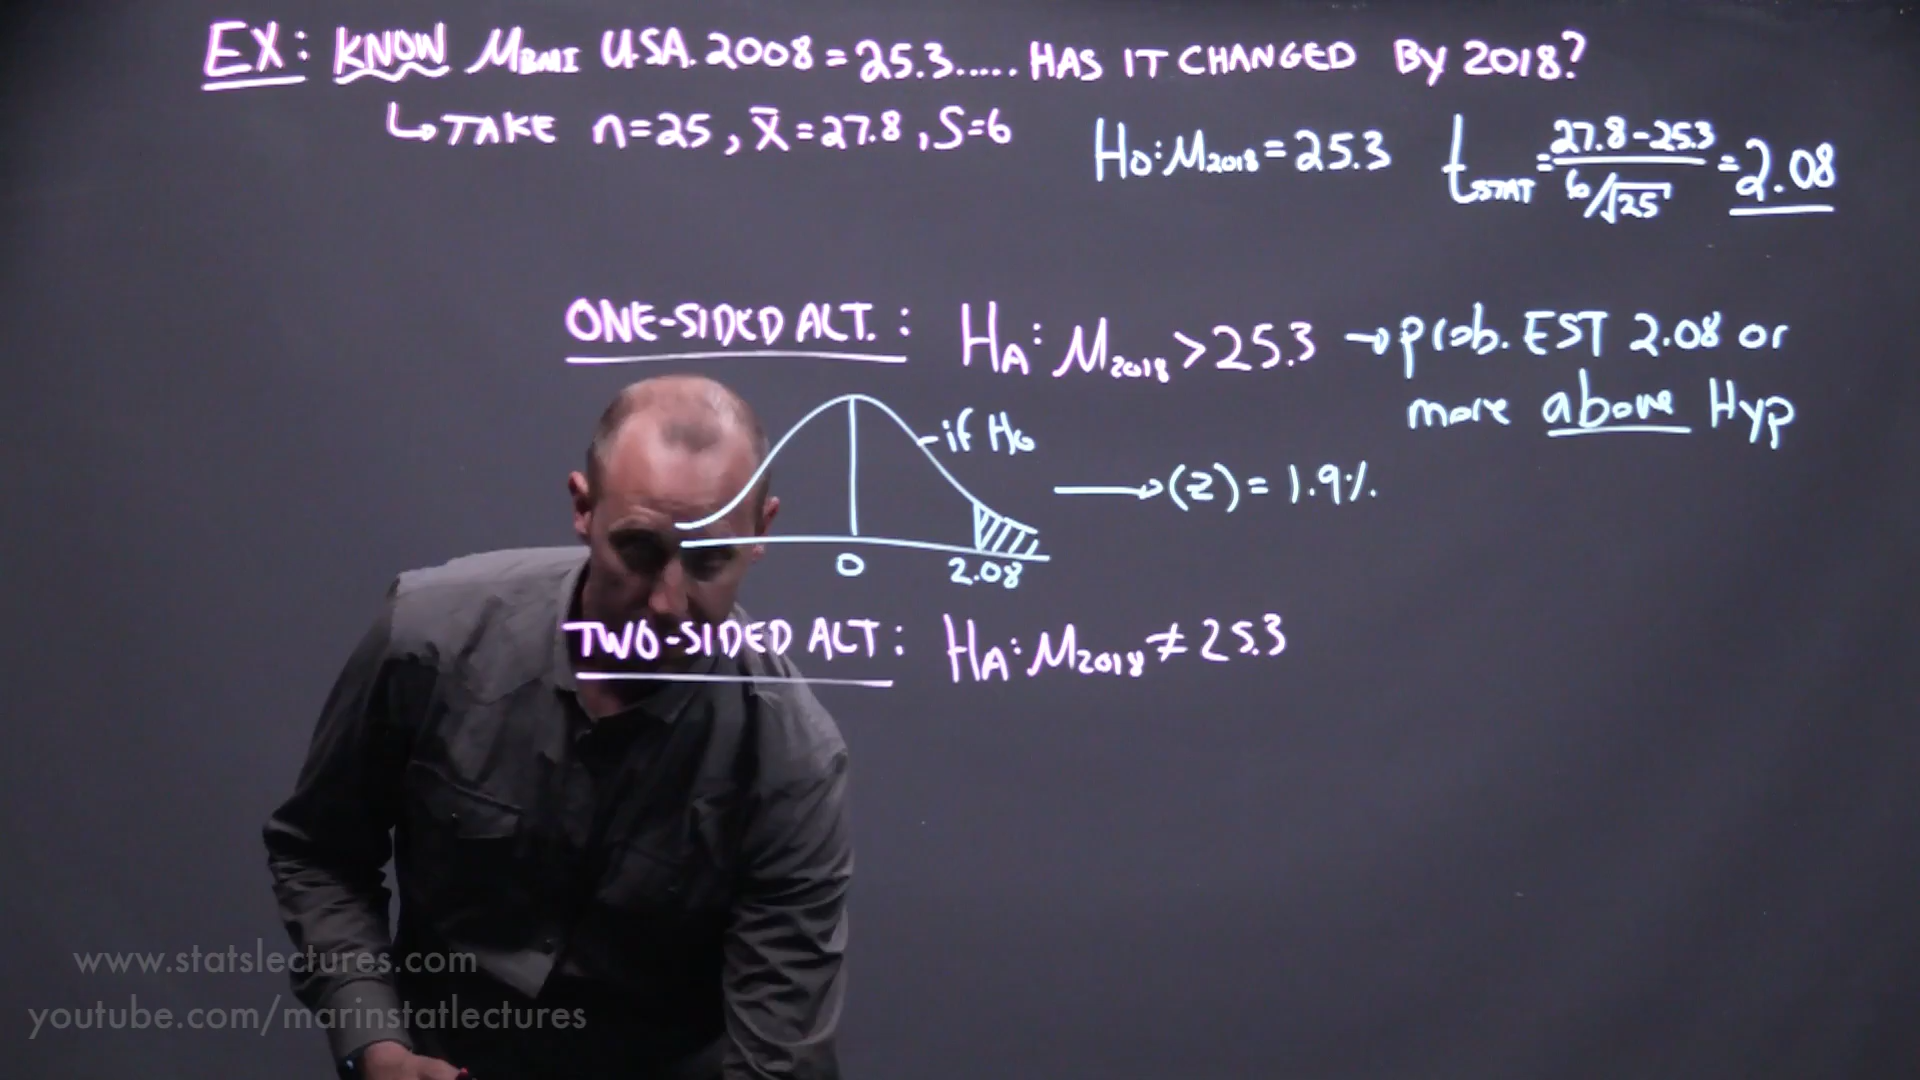 EX: KNOW μBMI USA. 2008 = 25.3..... HAS IT CHANGED BY 2018?
↳ TAKE n=25, x̄=27.8, S=6
H0: μ2018 = 25.3
tSTAT = 27.8-25.3 / 6/√25 = 2.08
ONE-SIDED ALT.: HA: μ2018 > 25.3 → prob. EST 2.08 or
more above Hyp
if H0
→ (z) = 1.9%
0 2.08
TWO-SIDED ALT: HA: μ2018 ≠ 25.3
www.statslectures.com
youtube.com/marinstatlectures